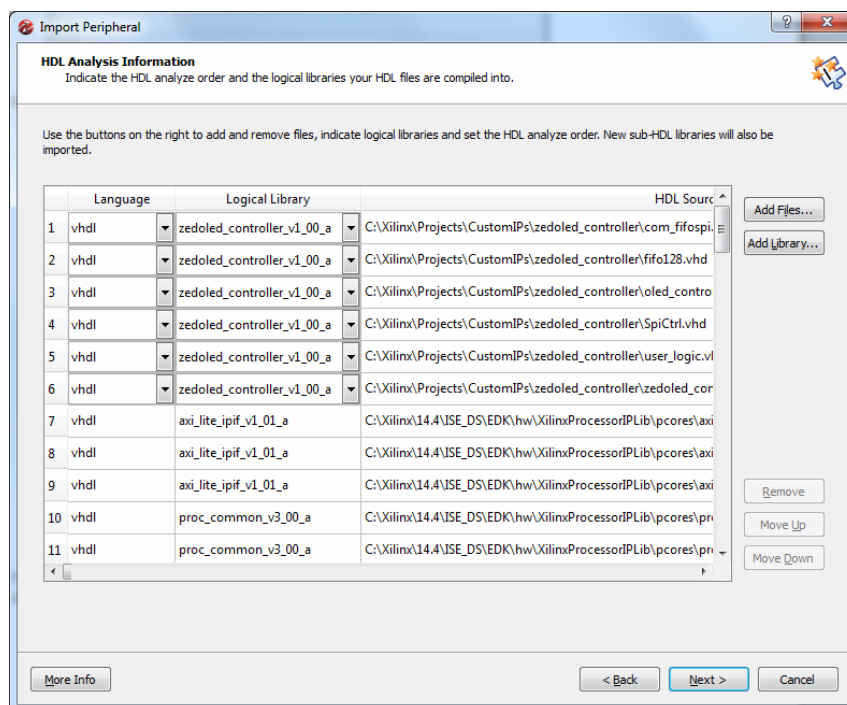 Import Peripheral
HDL Analysis Information
Indicate the HDL analyze order and the logical libraries your HDL files are compiled into.
Use the buttons on the right to add and remove files, indicate logical libraries and set the HDL analyze order. New sub-HDL libraries will also be
imported.
Language Logical Library HDL Sourc
Add Files...
1 vhdl zedoled_controller_v1_00_a C:\Xilinx\Projects\CustomIPs\zedoled_controller\com_fifospi.
Add Library...
2 vhdl zedoled_controller_v1_00_a C:\Xilinx\Projects\CustomIPs\zedoled_controller\fifo128.vhd
3 vhdl zedoled_controller_v1_00_a C:\Xilinx\Projects\CustomIPs\zedoled_controller\oled_contro
4 vhdl zedoled_controller_v1_00_a C:\Xilinx\Projects\CustomIPs\zedoled_controller\SpiCtrl.vhd
5 vhdl zedoled_controller_v1_00_a C:\Xilinx\Projects\CustomIPs\zedoled_controller\user_logic.vl
6 vhdl zedoled_controller_v1_00_a C:\Xilinx\Projects\CustomIPs\zedoled_controller\zedoled_cor
7 vhdl axi_lite_ipif_v1_01_a C:\Xilinx\14.4\ISE_DS\EDK\hw\XilinxProcessorIPLib\pcores\axi
8 vhdl axi_lite_ipif_v1_01_a C:\Xilinx\14.4\ISE_DS\EDK\hw\XilinxProcessorIPLib\pcores\axi
9 vhdl axi_lite_ipif_v1_01_a C:\Xilinx\14.4\ISE_DS\EDK\hw\XilinxProcessorIPLib\pcores\axi
Remove
10 vhdl proc_common_v3_00_a C:\Xilinx\14.4\ISE_DS\EDK\hw\XilinxProcessorIPLib\pcores\pro
Move Up
11 vhdl proc_common_v3_00_a C:\Xilinx\14.4\ISE_DS\EDK\hw\XilinxProcessorIPLib\pcores\pro
Move Down
More Info < Back Next > Cancel